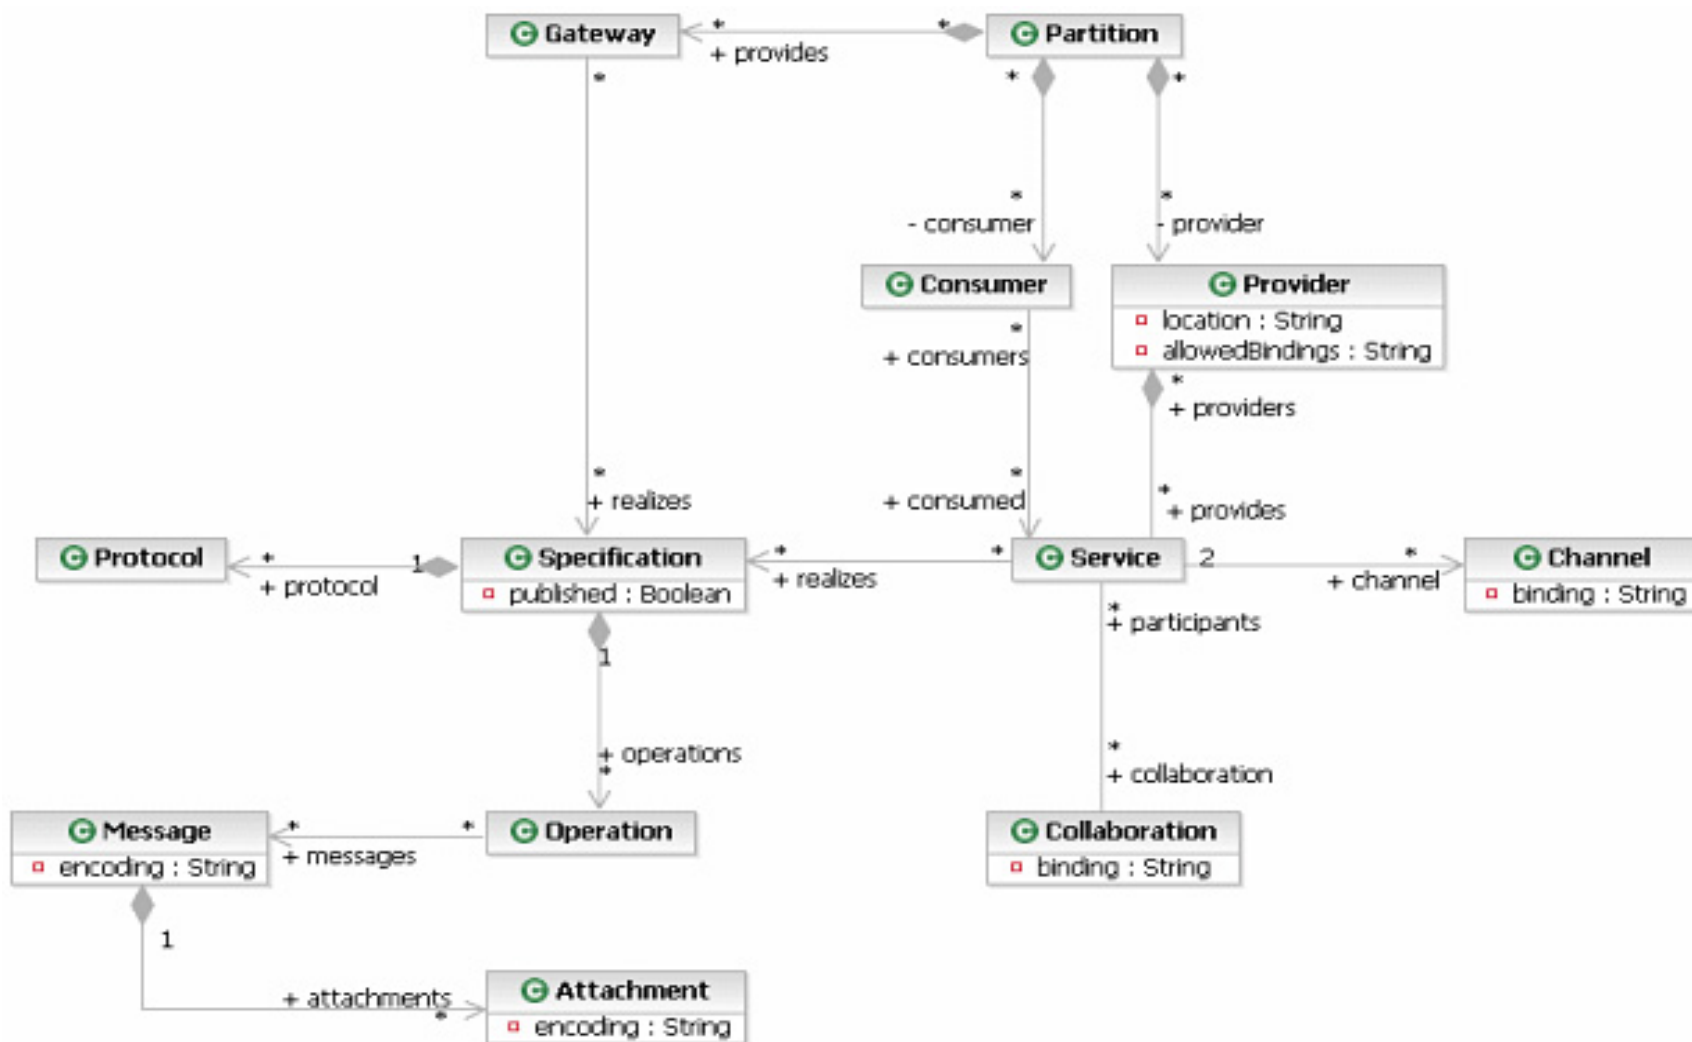 Gateway
* *
+ provides
Partition
*
* *
* *
- consumer
- provider
Consumer
Provider
location : String
allowedBindings : String
*
+ consumers
*
+ providers
*
+ realizes
*
+ consumed
*
+ provides
Protocol
* 1
+ protocol
Specification
published : Boolean
* *
+ realizes
Service
2 *
+ channel
Channel
binding : String
1
*
+ participants
+ operations
*
*
+ collaboration
Message
encoding : String
* *
+ messages
Operation
Collaboration
binding : String
1
+ attachments
*
Attachment
encoding : String